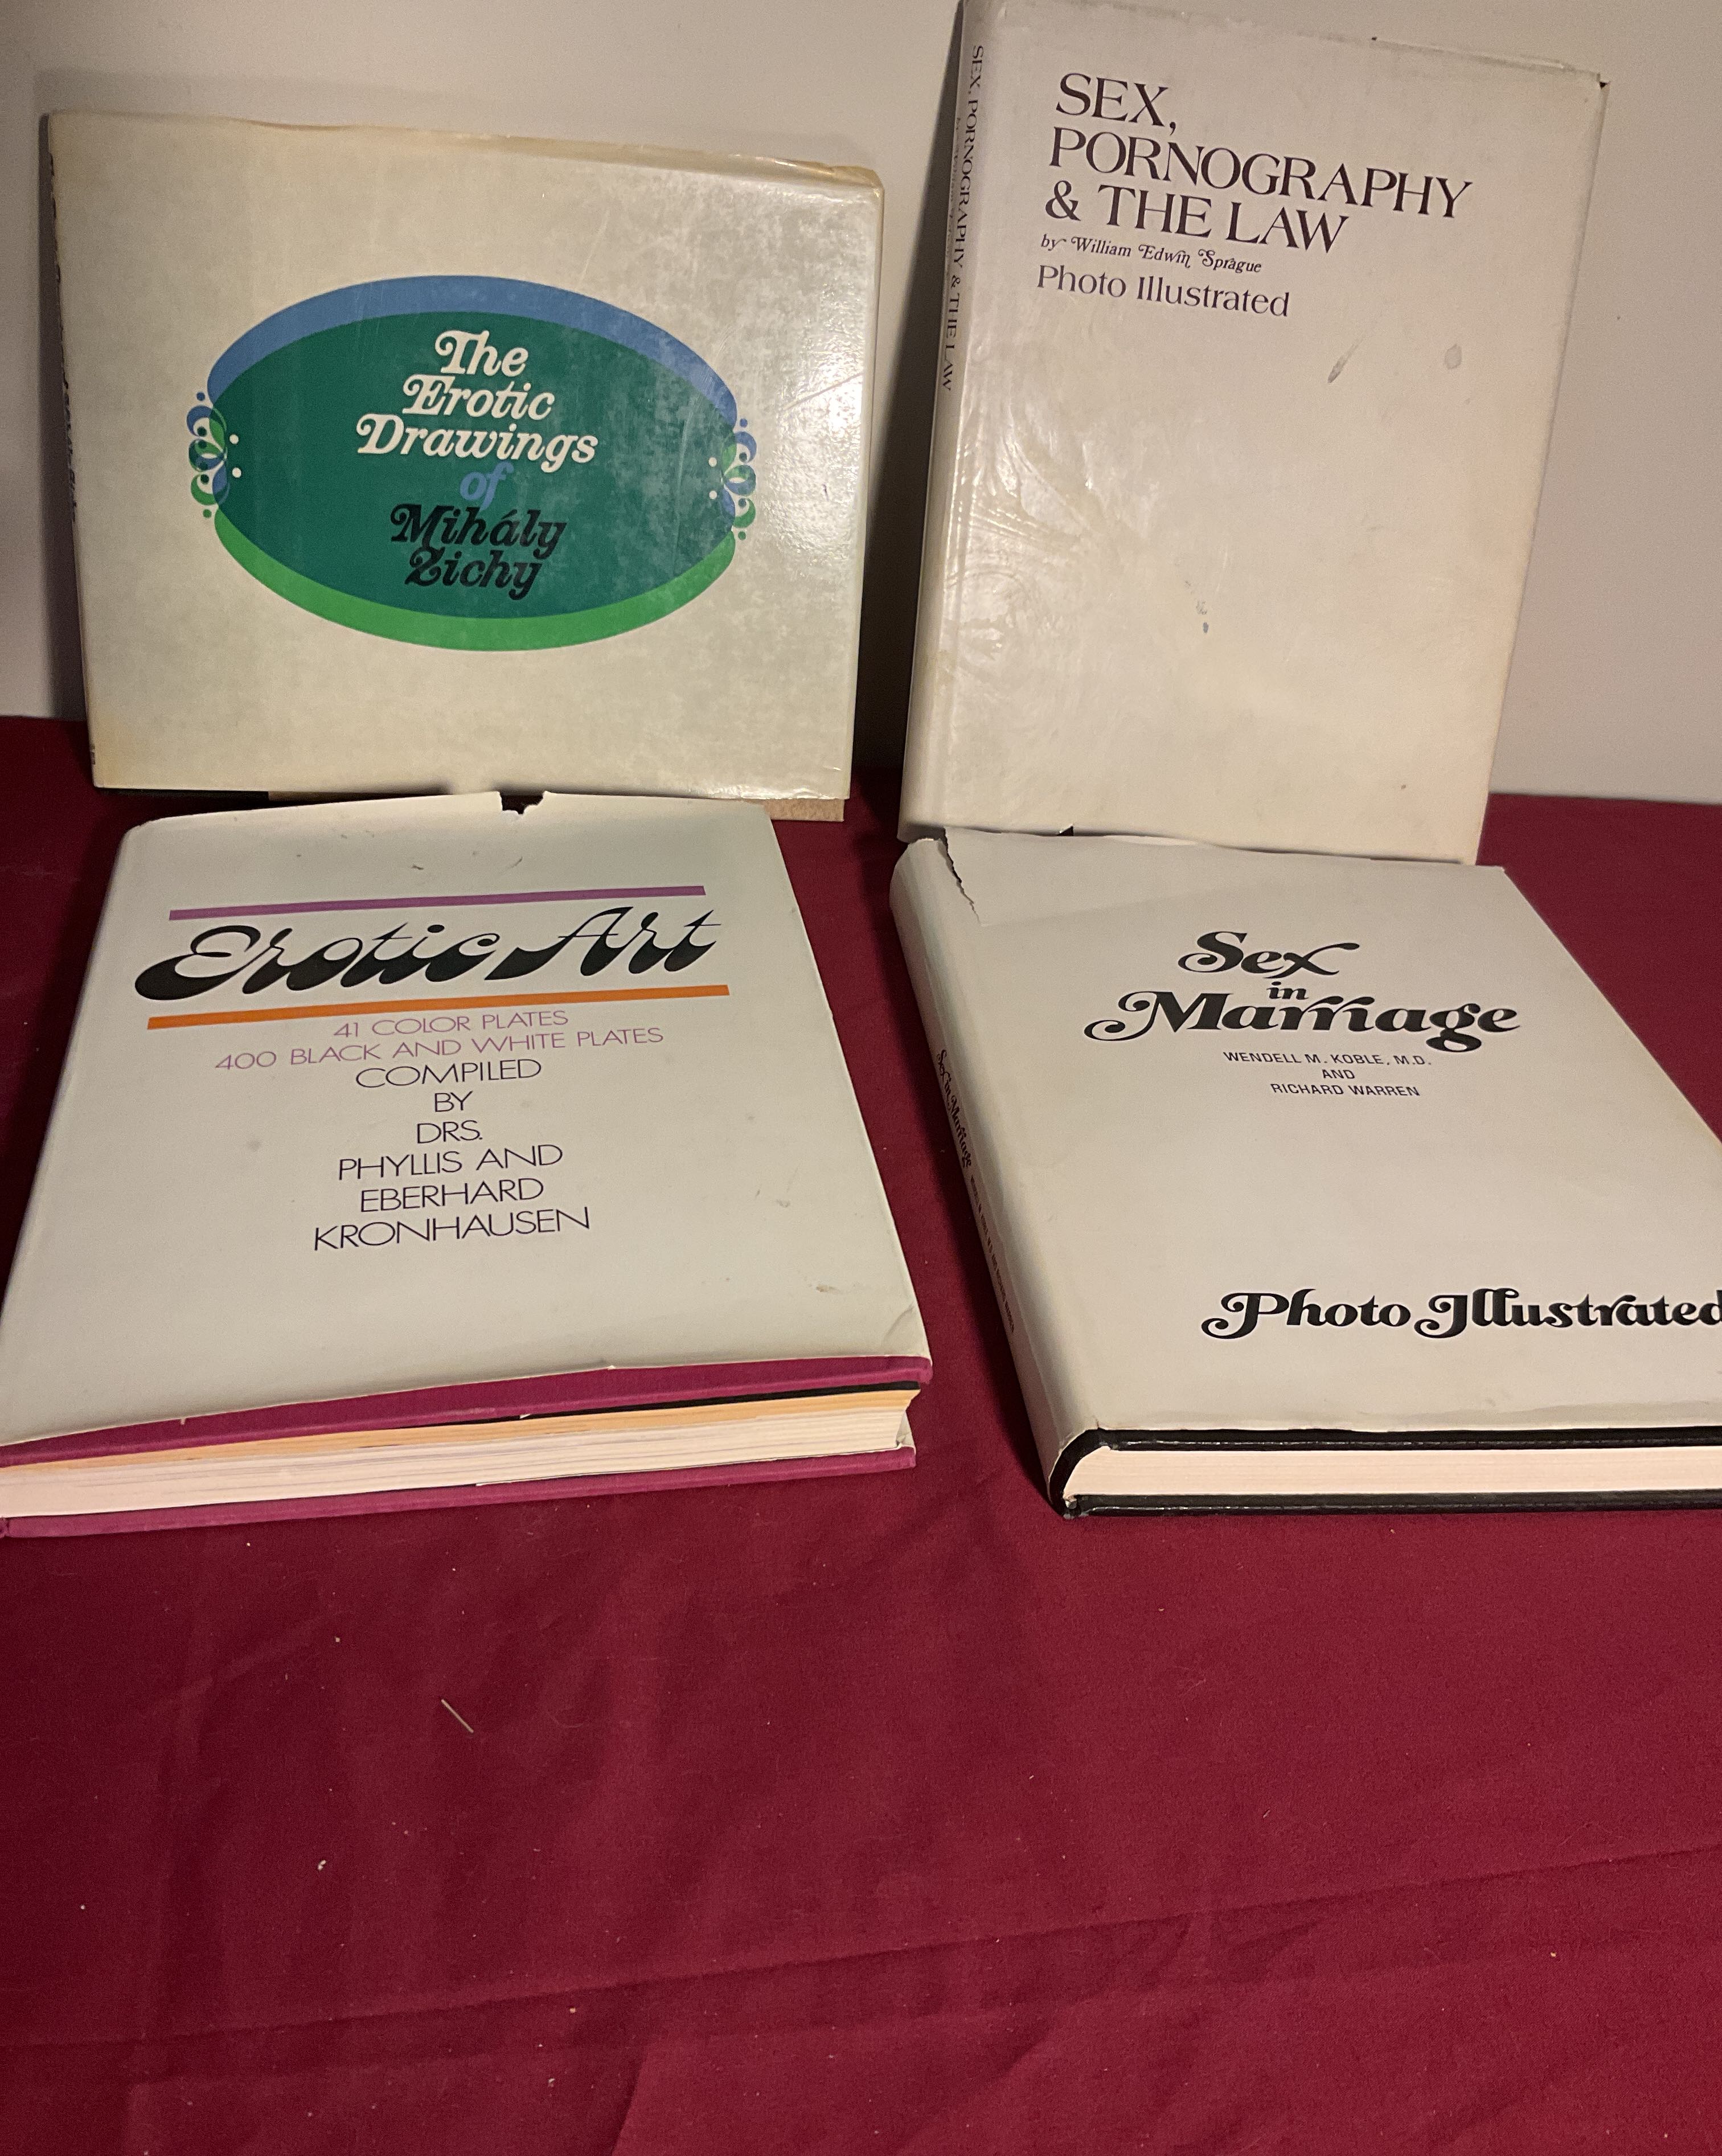 The
Erotic
Drawings
of
Mihály
Zichy
SEX, PORNOGRAPHY & THE LAW
SEX,
PORNOGRAPHY
& THE LAW
by William Edwin Sprague
Photo Illustrated
Erotic Art
41 COLOR PLATES
400 BLACK AND WHITE PLATES
COMPILED
BY
DRS.
PHYLLIS AND
EBERHARD
KRONHAUSEN
Sex in Marriage
Sex
in
Marriage
WENDELL M. KOBLE, M.D.
AND
RICHARD WARREN
Photo Illustrated